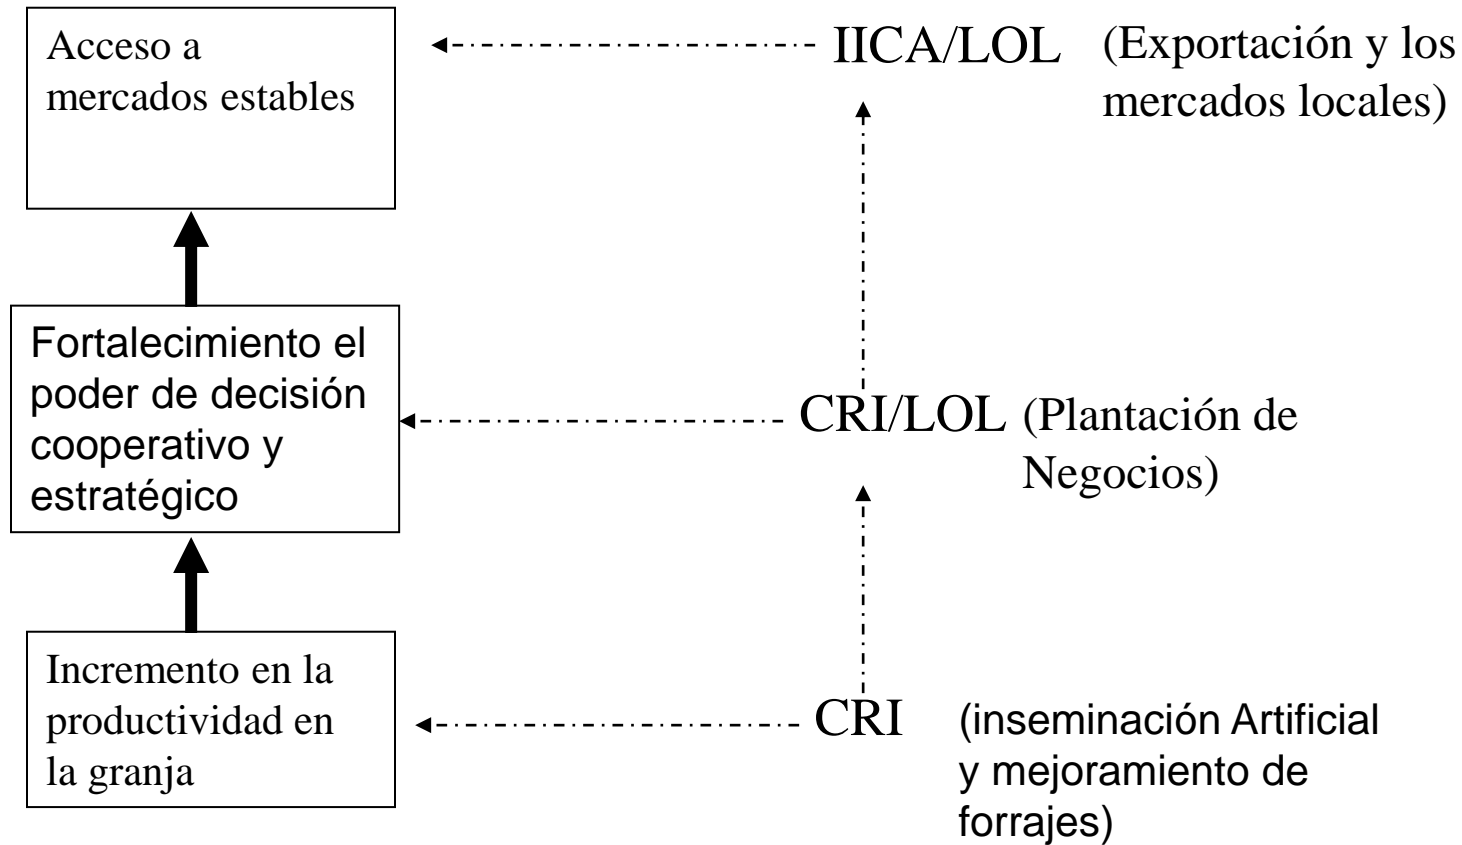 Acceso a
mercados estables
IICA/LOL
(Exportación y los
mercados locales)
Fortalecimiento el
poder de decisión
cooperativo y
estratégico
CRI/LOL
(Plantación de
Negocios)
Incremento en la
productividad en
la granja
CRI
(inseminación Artificial
y mejoramiento de
forrajes)